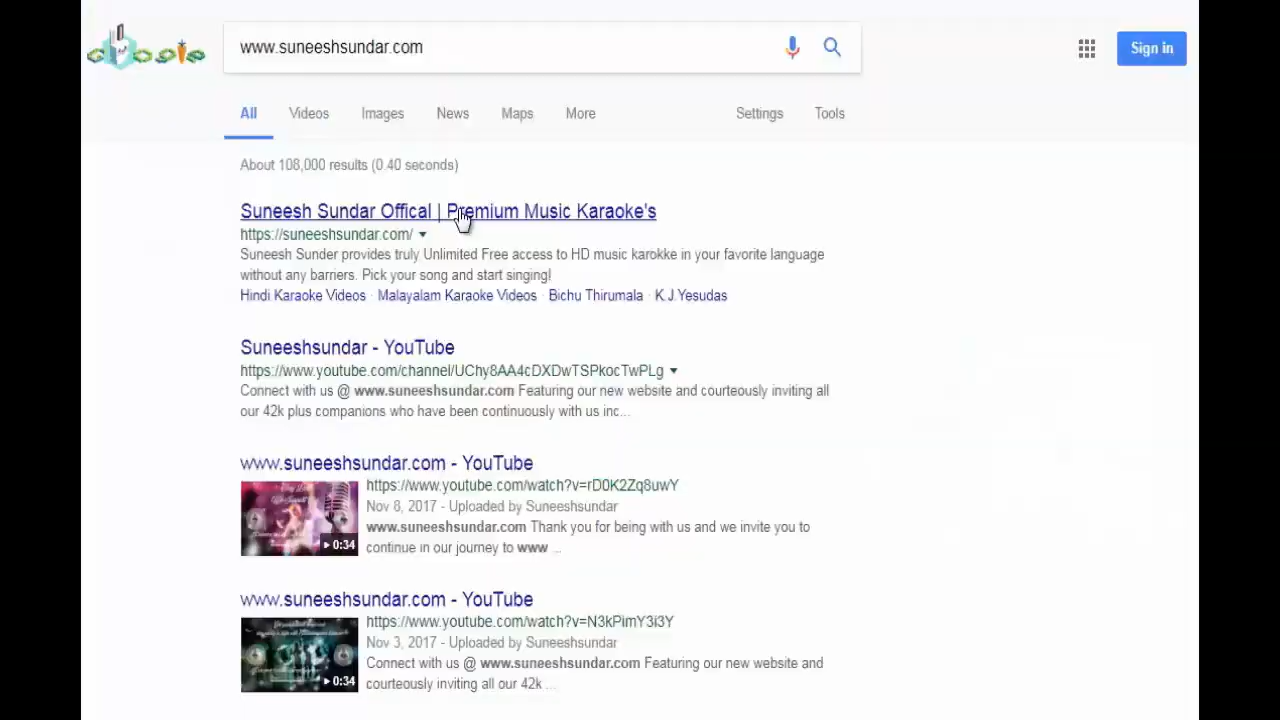 www.suneeshsundar.com
Sign in
All Videos Images News Maps More Settings Tools
About 108,000 results (0.40 seconds)
Suneesh Sundar Offical | Premium Music Karaoke's
https://suneeshsundar.com/
Suneesh Sunder provides truly Unlimited Free access to HD music karokke in your favorite language
without any barriers. Pick your song and start singing!
Hindi Karaoke Videos · Malayalam Karaoke Videos · Bichu Thirumala · K.J.Yesudas
Suneeshsundar - YouTube
https://www.youtube.com/channel/UChy8AA4cDXDwTSPkocTwPLg
Connect with us @ www.suneeshsundar.com Featuring our new website and courteously inviting all
our 42k plus companions who have been continuously with us inc...
www.suneeshsundar.com - YouTube
https://www.youtube.com/watch?v=rD0K2Zq8uwY
Nov 8, 2017 - Uploaded by Suneeshsundar
www.suneeshsundar.com Thank you for being with us and we invite you to
continue in our journey to www ...
0:34
www.suneeshsundar.com - YouTube
https://www.youtube.com/watch?v=N3kPimY3i3Y
Nov 3, 2017 - Uploaded by Suneeshsundar
Connect with us @ www.suneeshsundar.com Featuring our new website and
courteously inviting all our 42k ...
0:34